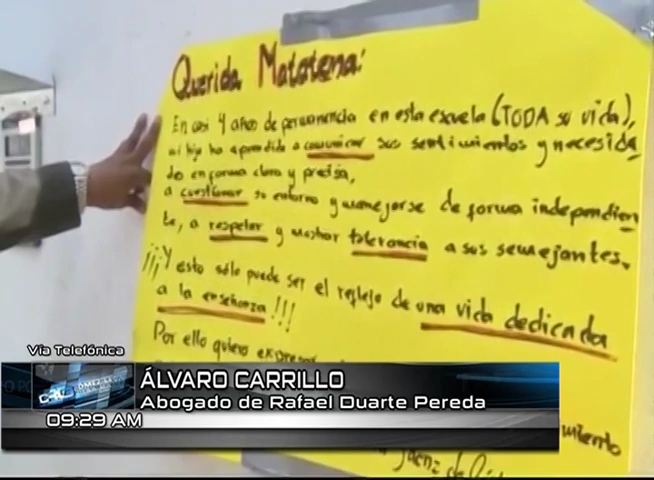 Querida Matatena:
En casi 4 años de permanencia en esta escuela (TODA su vida),
mi hijo ha aprendido a comunicar sus sentimientos y necesida
des en forma clara y precisa,
a cuestionar su entorno y manejarse de forma independien
te, a respetar y mostrar tolerancia a sus semejantes.
¡¡¡Y esto sólo puede ser el reflejo de una vida dedicada
a la enseñanza!!!
Por ello quiero expresar
Vía Telefónica
ÁLVARO CARRILLO
Abogado de Rafael Duarte Pereda
09:29 AM